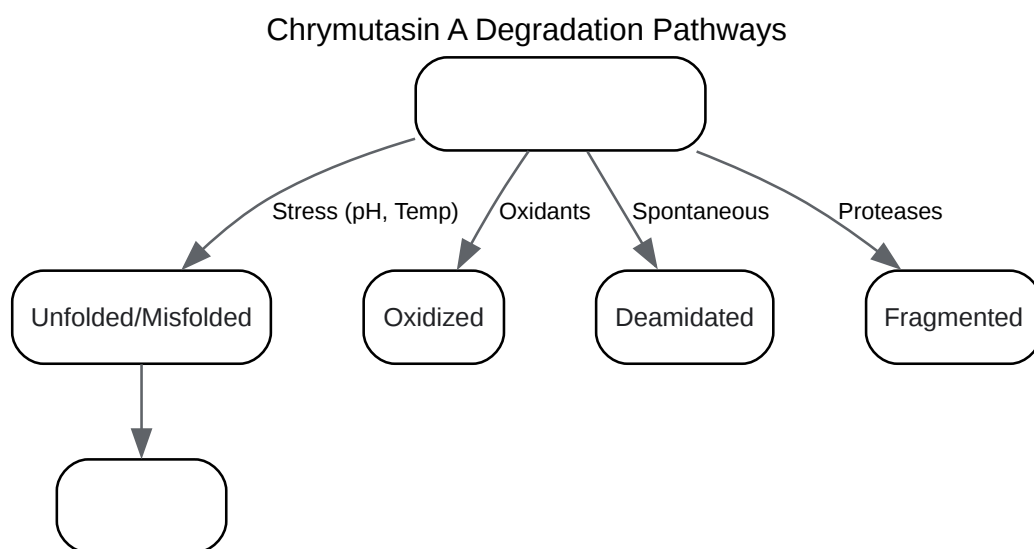 Chrymutasin A Degradation Pathways
Stress (pH, Temp)
Oxidants
Spontaneous
Proteases
Unfolded/Misfolded
Oxidized
Deamidated
Fragmented